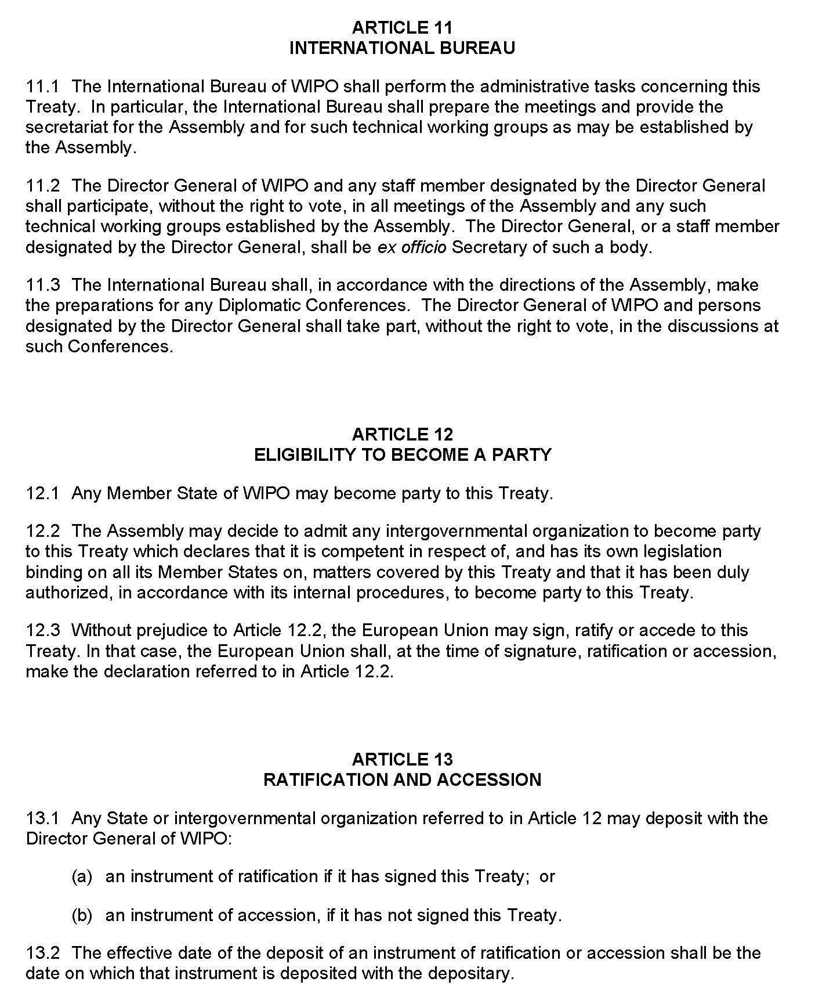 ARTICLE 11
INTERNATIONAL BUREAU
11.1 The International Bureau of WIPO shall perform the administrative tasks concerning this
Treaty. In particular, the International Bureau shall prepare the meetings and provide the
secretariat for the Assembly and for such technical working groups as may be established by
the Assembly.
11.2 The Director General of WIPO and any staff member designated by the Director General
shall participate, without the right to vote, in all meetings of the Assembly and any such
technical working groups established by the Assembly. The Director General, or a staff member
designated by the Director General, shall be ex officio Secretary of such a body.
11.3 The International Bureau shall, in accordance with the directions of the Assembly, make
the preparations for any Diplomatic Conferences. The Director General of WIPO and persons
designated by the Director General shall take part, without the right to vote, in the discussions at
such Conferences.
ARTICLE 12
ELIGIBILITY TO BECOME A PARTY
12.1 Any Member State of WIPO may become party to this Treaty.
12.2 The Assembly may decide to admit any intergovernmental organization to become party
to this Treaty which declares that it is competent in respect of, and has its own legislation
binding on all its Member States on, matters covered by this Treaty and that it has been duly
authorized, in accordance with its internal procedures, to become party to this Treaty.
12.3 Without prejudice to Article 12.2, the European Union may sign, ratify or accede to this
Treaty. In that case, the European Union shall, at the time of signature, ratification or accession,
make the declaration referred to in Article 12.2.
ARTICLE 13
RATIFICATION AND ACCESSION
13.1 Any State or intergovernmental organization referred to in Article 12 may deposit with the
Director General of WIPO:
(a) an instrument of ratification if it has signed this Treaty; or
(b) an instrument of accession, if it has not signed this Treaty.
13.2 The effective date of the deposit of an instrument of ratification or accession shall be the
date on which that instrument is deposited with the depositary.